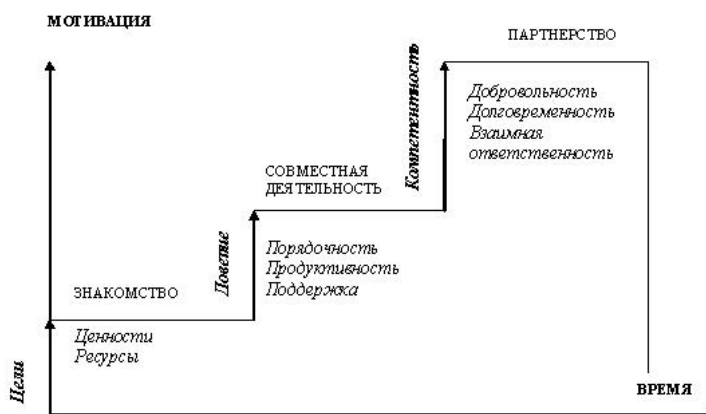 МОТИВАЦИЯ
ПАРТНЕРСТВО
Компетентность
Добровольность
Долговременность
Взаимная
ответственность
СОВМЕСТНАЯ
ДЕЯТЕЛЬНОСТЬ
Доверие
Порядочность
Продуктивность
Поддержка
ЗНАКОМСТВО
Ценности
Ресурсы
Цели
ВРЕМЯ